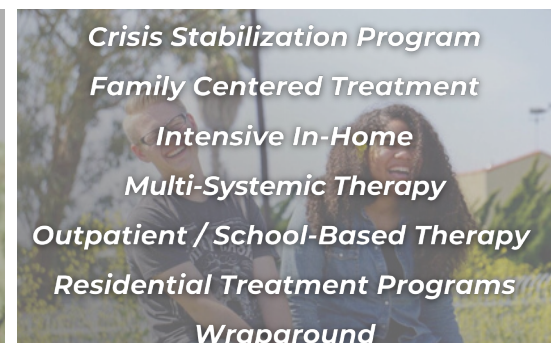 Crisis Stabilization Program
Family Centered Treatment
Intensive In-Home
Multi-Systemic Therapy
Outpatient / School-Based Therapy
Residential Treatment Programs
Wraparound